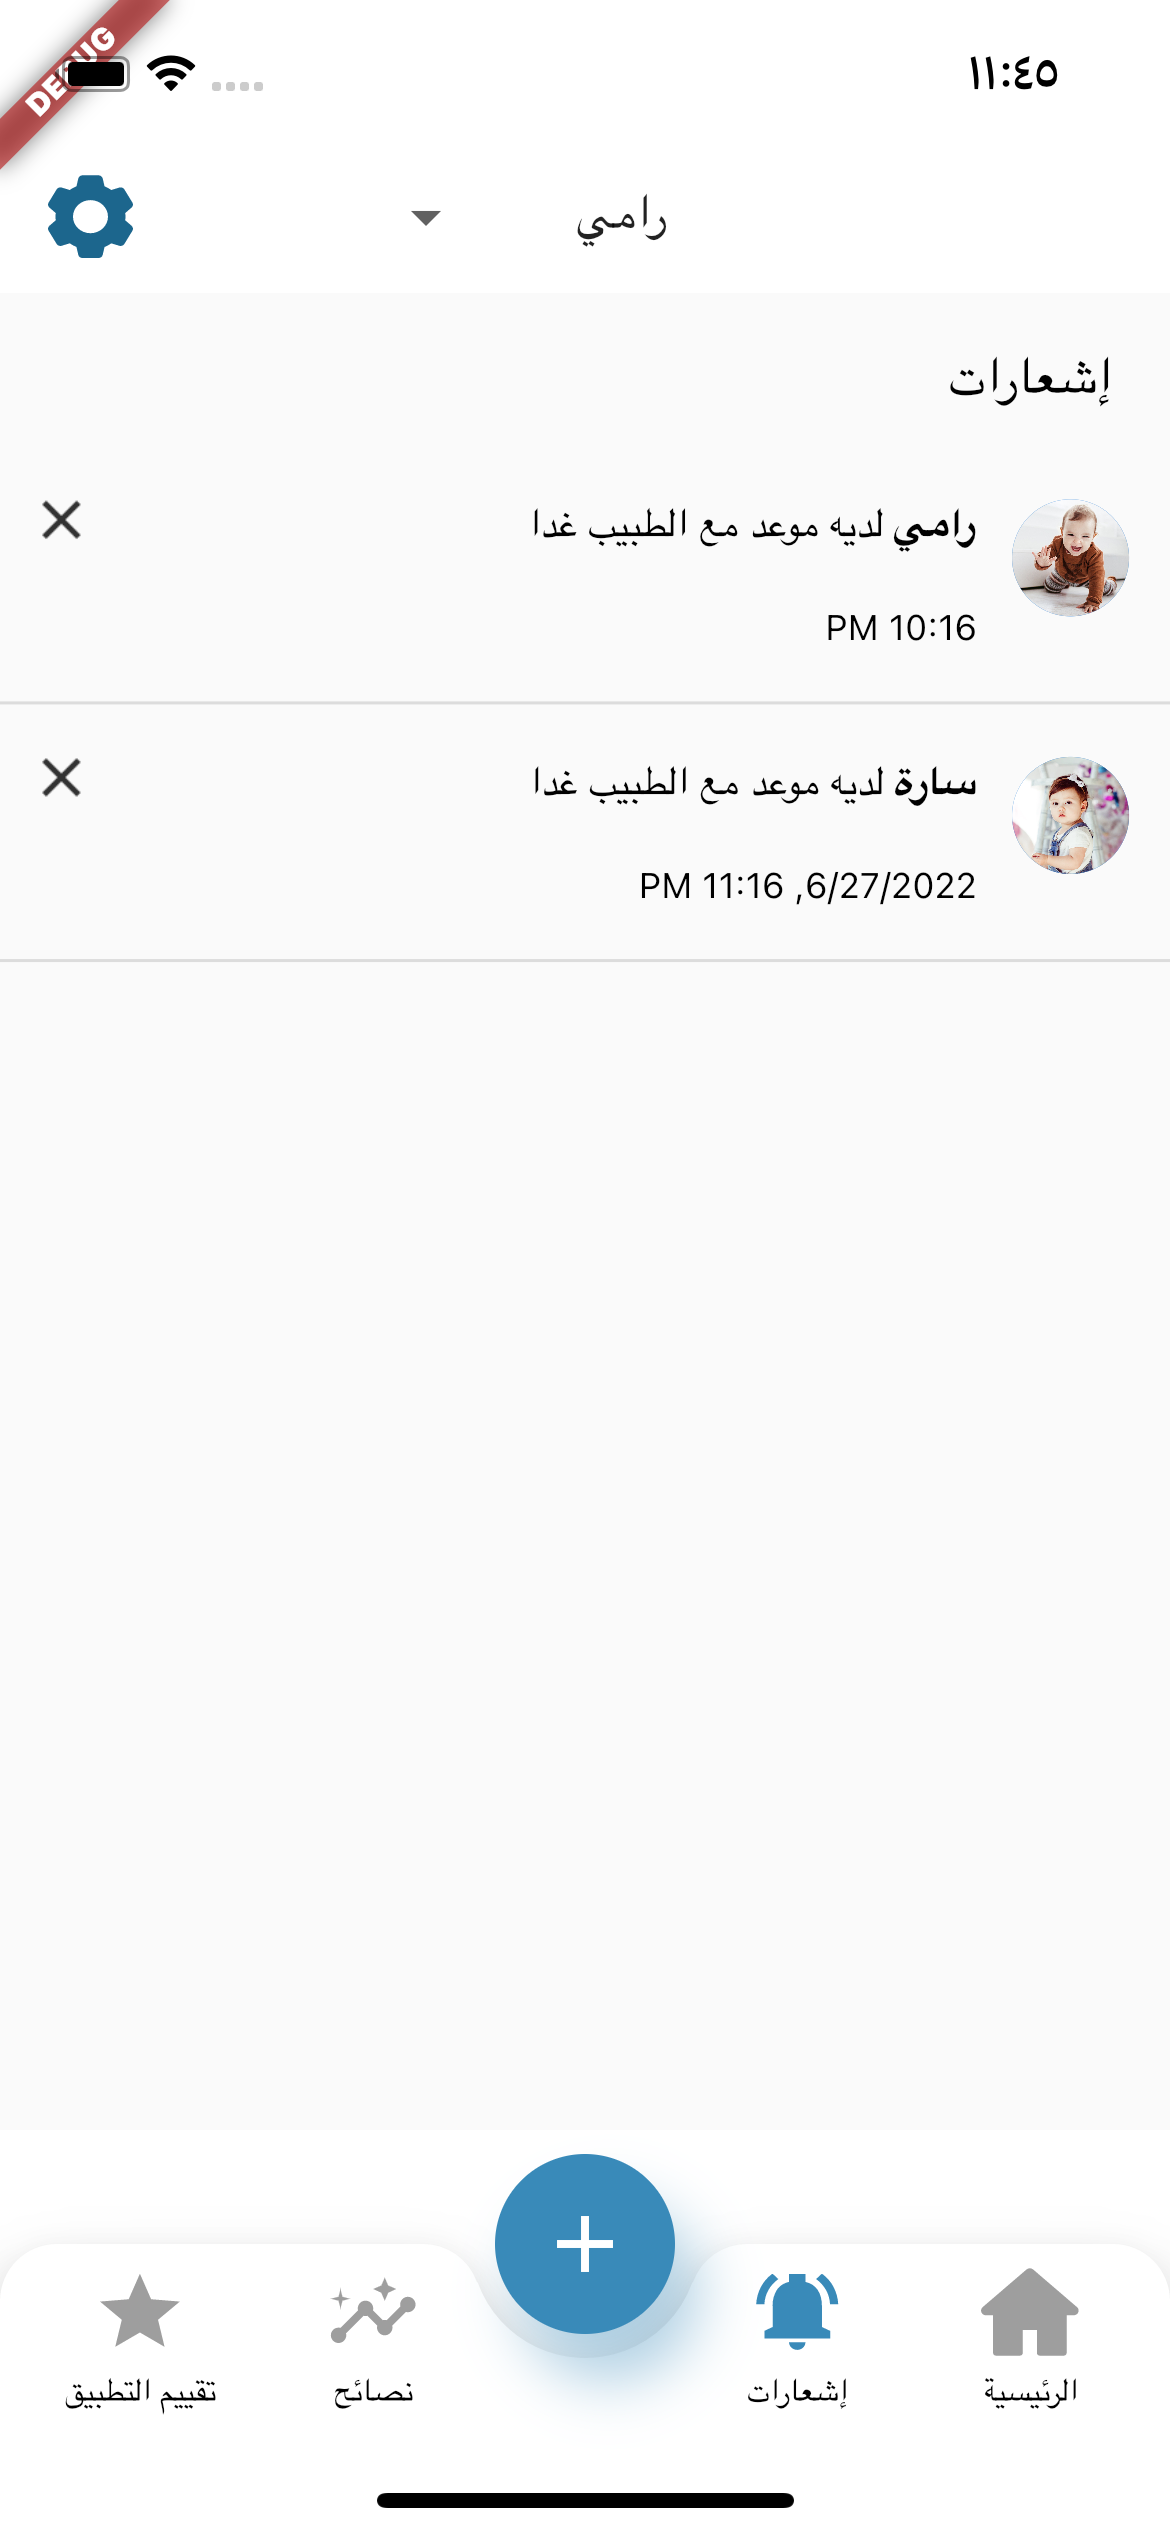 DEBUG
١١:٤٥
رامي
إشعارات
رامي لديه موعد مع الطبيب غدا
10:16 PM
سارة لديه موعد مع الطبيب غدا
6/27/2022, 11:16 PM
الرئيسية
إشعارات
نصائح
تقييم التطبيق